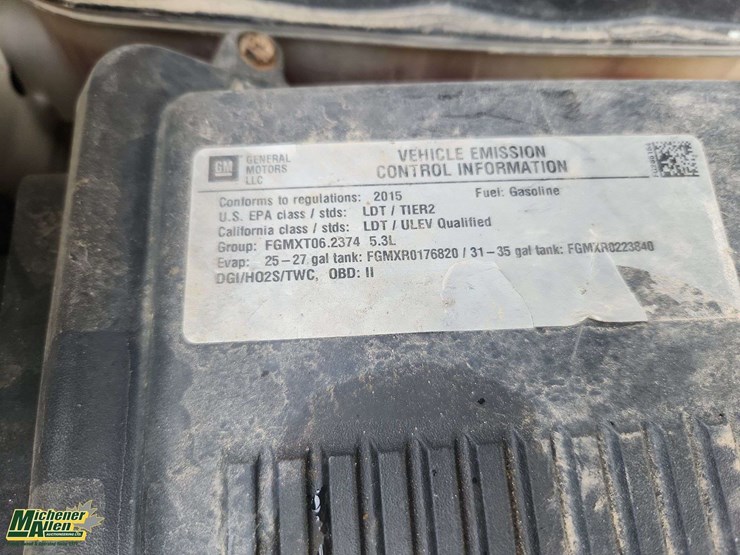 GM GENERAL MOTORS LLC
VEHICLE EMISSION
CONTROL INFORMATION
Conforms to regulations: 2015 Fuel: Gasoline
U.S. EPA class / stds: LDT / TIER2
California class / stds: LDT / ULEV Qualified
Group: FGMXT06.2374 5.3L
Evap: 25-27 gal tank: FGMXR0176820 / 31-35 gal tank: FGMXR0223840
DGI/HO2S/TWC, OBD: II
Michener
Allen
AUCTIONEERING LTD.